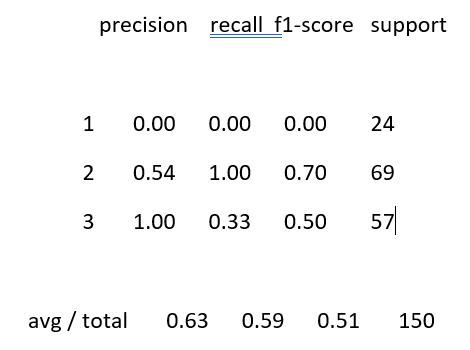 precision recall f1-score support
1 0.00 0.00 0.00 24
2 0.54 1.00 0.70 69
3 1.00 0.33 0.50 57
avg / total 0.63 0.59 0.51 150